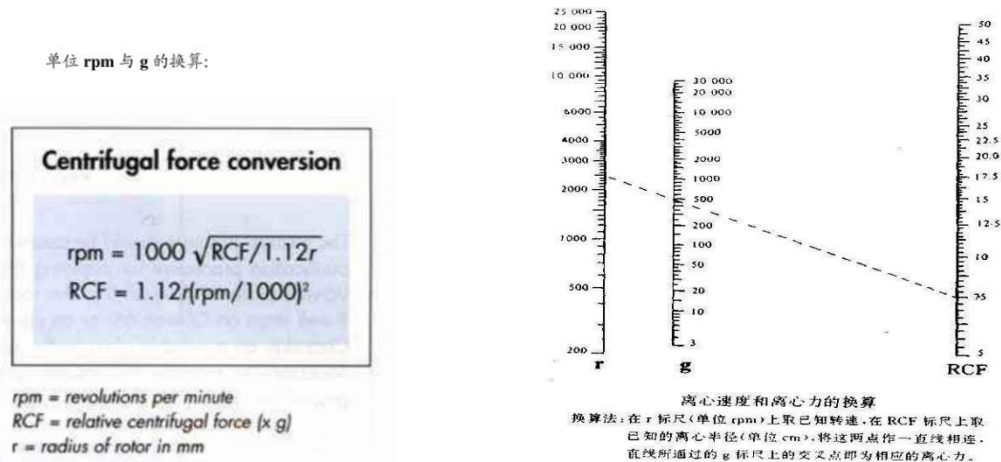 单位 rpm 与 g 的换算:
Centrifugal force conversion
rpm = 1000 √RCF/1.12r
RCF = 1.12r(rpm/1000)²
rpm = revolutions per minute
RCF = relative centrifugal force (x g)
r = radius of rotor in mm
25 000
20 000
15 000
10 000
6000
4000
3000
2000
1000
500
200
r
30 000
20 000
10 000
5000
2000
1000
500
200
100
50
20
10
3
g
50
45
40
35
30
25
22.5
20.0
17.5
15
12.5
10
75
5
RCF
离心速度和离心力的换算
换算法:在 r 标尺(单位 rpm)上取已知转速,在 RCF 标尺上取
已知的离心半径(单位 cm),将这两点作一直线相连.
直线所通过的 g 标尺上的交叉点即为相应的离心力。